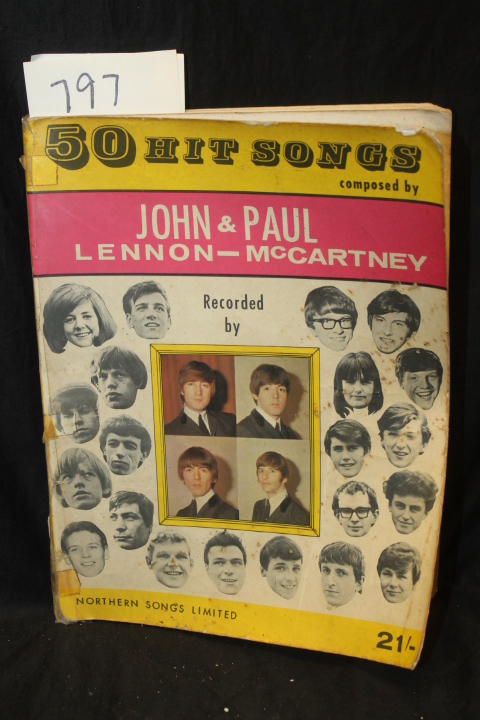 797
50 HIT SONGS
composed by
JOHN & PAUL
LENNON—McCARTNEY
Recorded
by
NORTHERN SONGS LIMITED
21/-